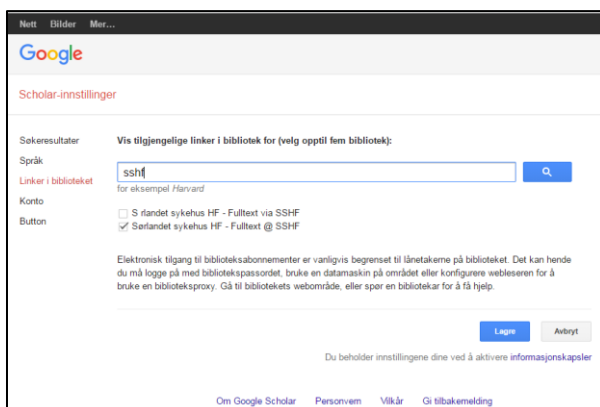 Nett Bilder Mer...
Google
Scholar-innstillinger
Søkeresultater
Språk
Linker i biblioteket
Konto
Button
Vis tilgjengelige linker i bibliotek for (velg opptil fem bibliotek):
sshf
for eksempel Harvard
S rlandet sykehus HF - Fulltext via SSHF
Sørlandet sykehus HF - Fulltext @ SSHF
Elektronisk tilgang til biblioteksabonnementer er vanligvis begrenset til lånetakerne på biblioteket. Det kan hende
du må logge på med bibliotekspassordet, bruke en datamaskin på området eller konfigurere webleseren for å
bruke en biblioteksproxy. Gå til bibliotekets webområde, eller spør en bibliotekar for å få hjelp.
Lagre Avbryt
Du beholder innstillingene dine ved å aktivere informasjonskapsler
Om Google Scholar Personvern Vilkår Gi tilbakemelding